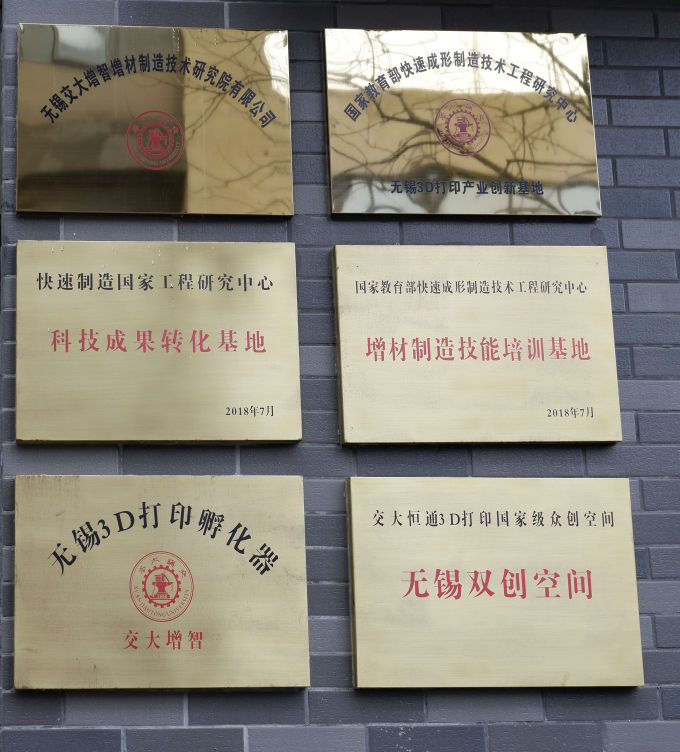 无锡交大增智增材制造技术研究院有限公司
国家教育部快速成形制造技术工程研究中心
无锡3D打印产业创新基地
快速制造国家工程研究中心
科技成果转化基地
2018年7月
国家教育部快速成形制造技术工程研究中心
增材制造技能培训基地
2018年7月
无锡3D打印孵化器
XI'AN JIAOTONG UNIVERSITY
交大增智
交大恒通3D打印国家级众创空间
无锡双创空间